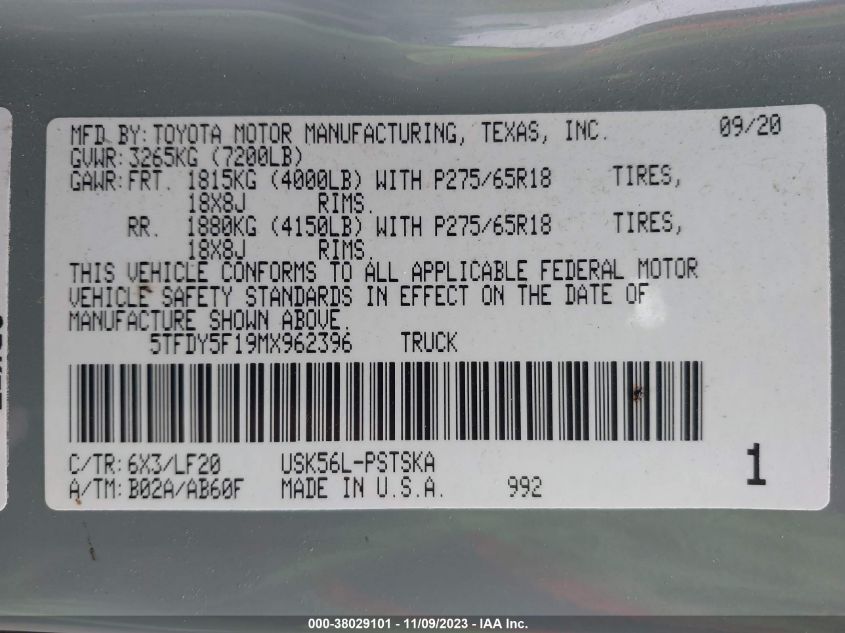 MFD BY: TOYOTA MOTOR MANUFACTURING, TEXAS, INC. 09/20
GVWR: 3265KG (7200LB)
GAWR: FRT. 1815KG (4000LB) WITH P275/65R18 TIRES,
18X8J RIMS.
RR. 1880KG (4150LB) WITH P275/65R18 TIRES,
18X8J RIMS.
THIS VEHICLE CONFORMS TO ALL APPLICABLE FEDERAL MOTOR
VEHICLE SAFETY STANDARDS IN EFFECT ON THE DATE OF
MANUFACTURE SHOWN ABOVE.
5TFDY5F19MX962396 TRUCK
C/TR: 6X3/LF20 USK56L-PSTSKA
A/TM: B02A/AB60F MADE IN U.S.A. 992 1
000-38029101 - 11/09/2023 - IAA Inc.